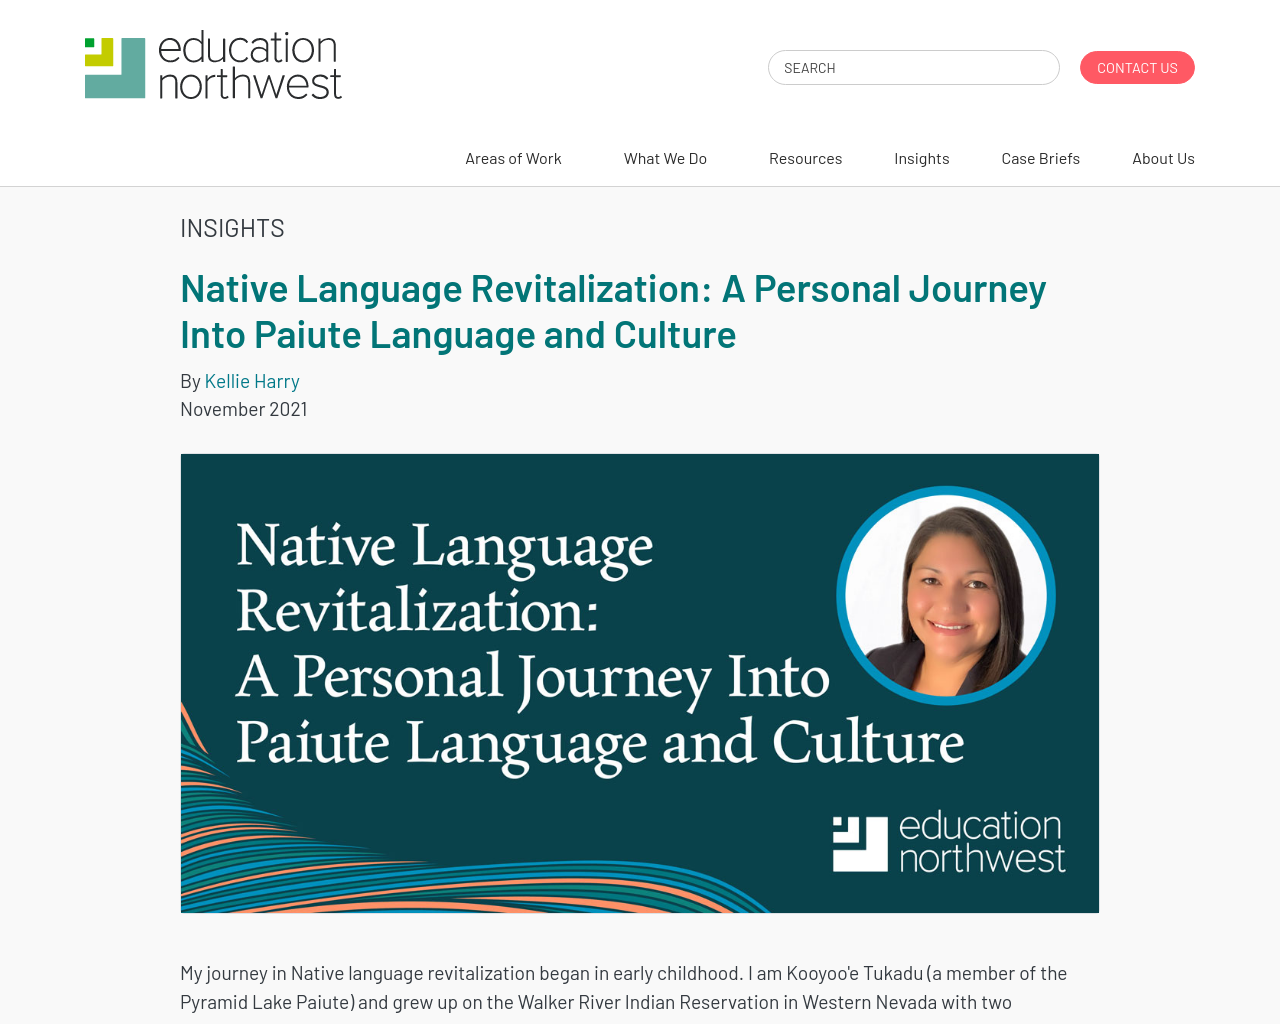 education
northwest
SEARCH
CONTACT US
Areas of Work
What We Do
Resources
Insights
Case Briefs
About Us
INSIGHTS
Native Language Revitalization: A Personal Journey
Into Paiute Language and Culture
By Kellie Harry
November 2021
Native Language
Revitalization:
A Personal Journey Into
Paiute Language and Culture
education
northwest
My journey in Native language revitalization began in early childhood. I am Kooyoo'e Tukadu (a member of the
Pyramid Lake Paiute) and grew up on the Walker River Indian Reservation in Western Nevada with two